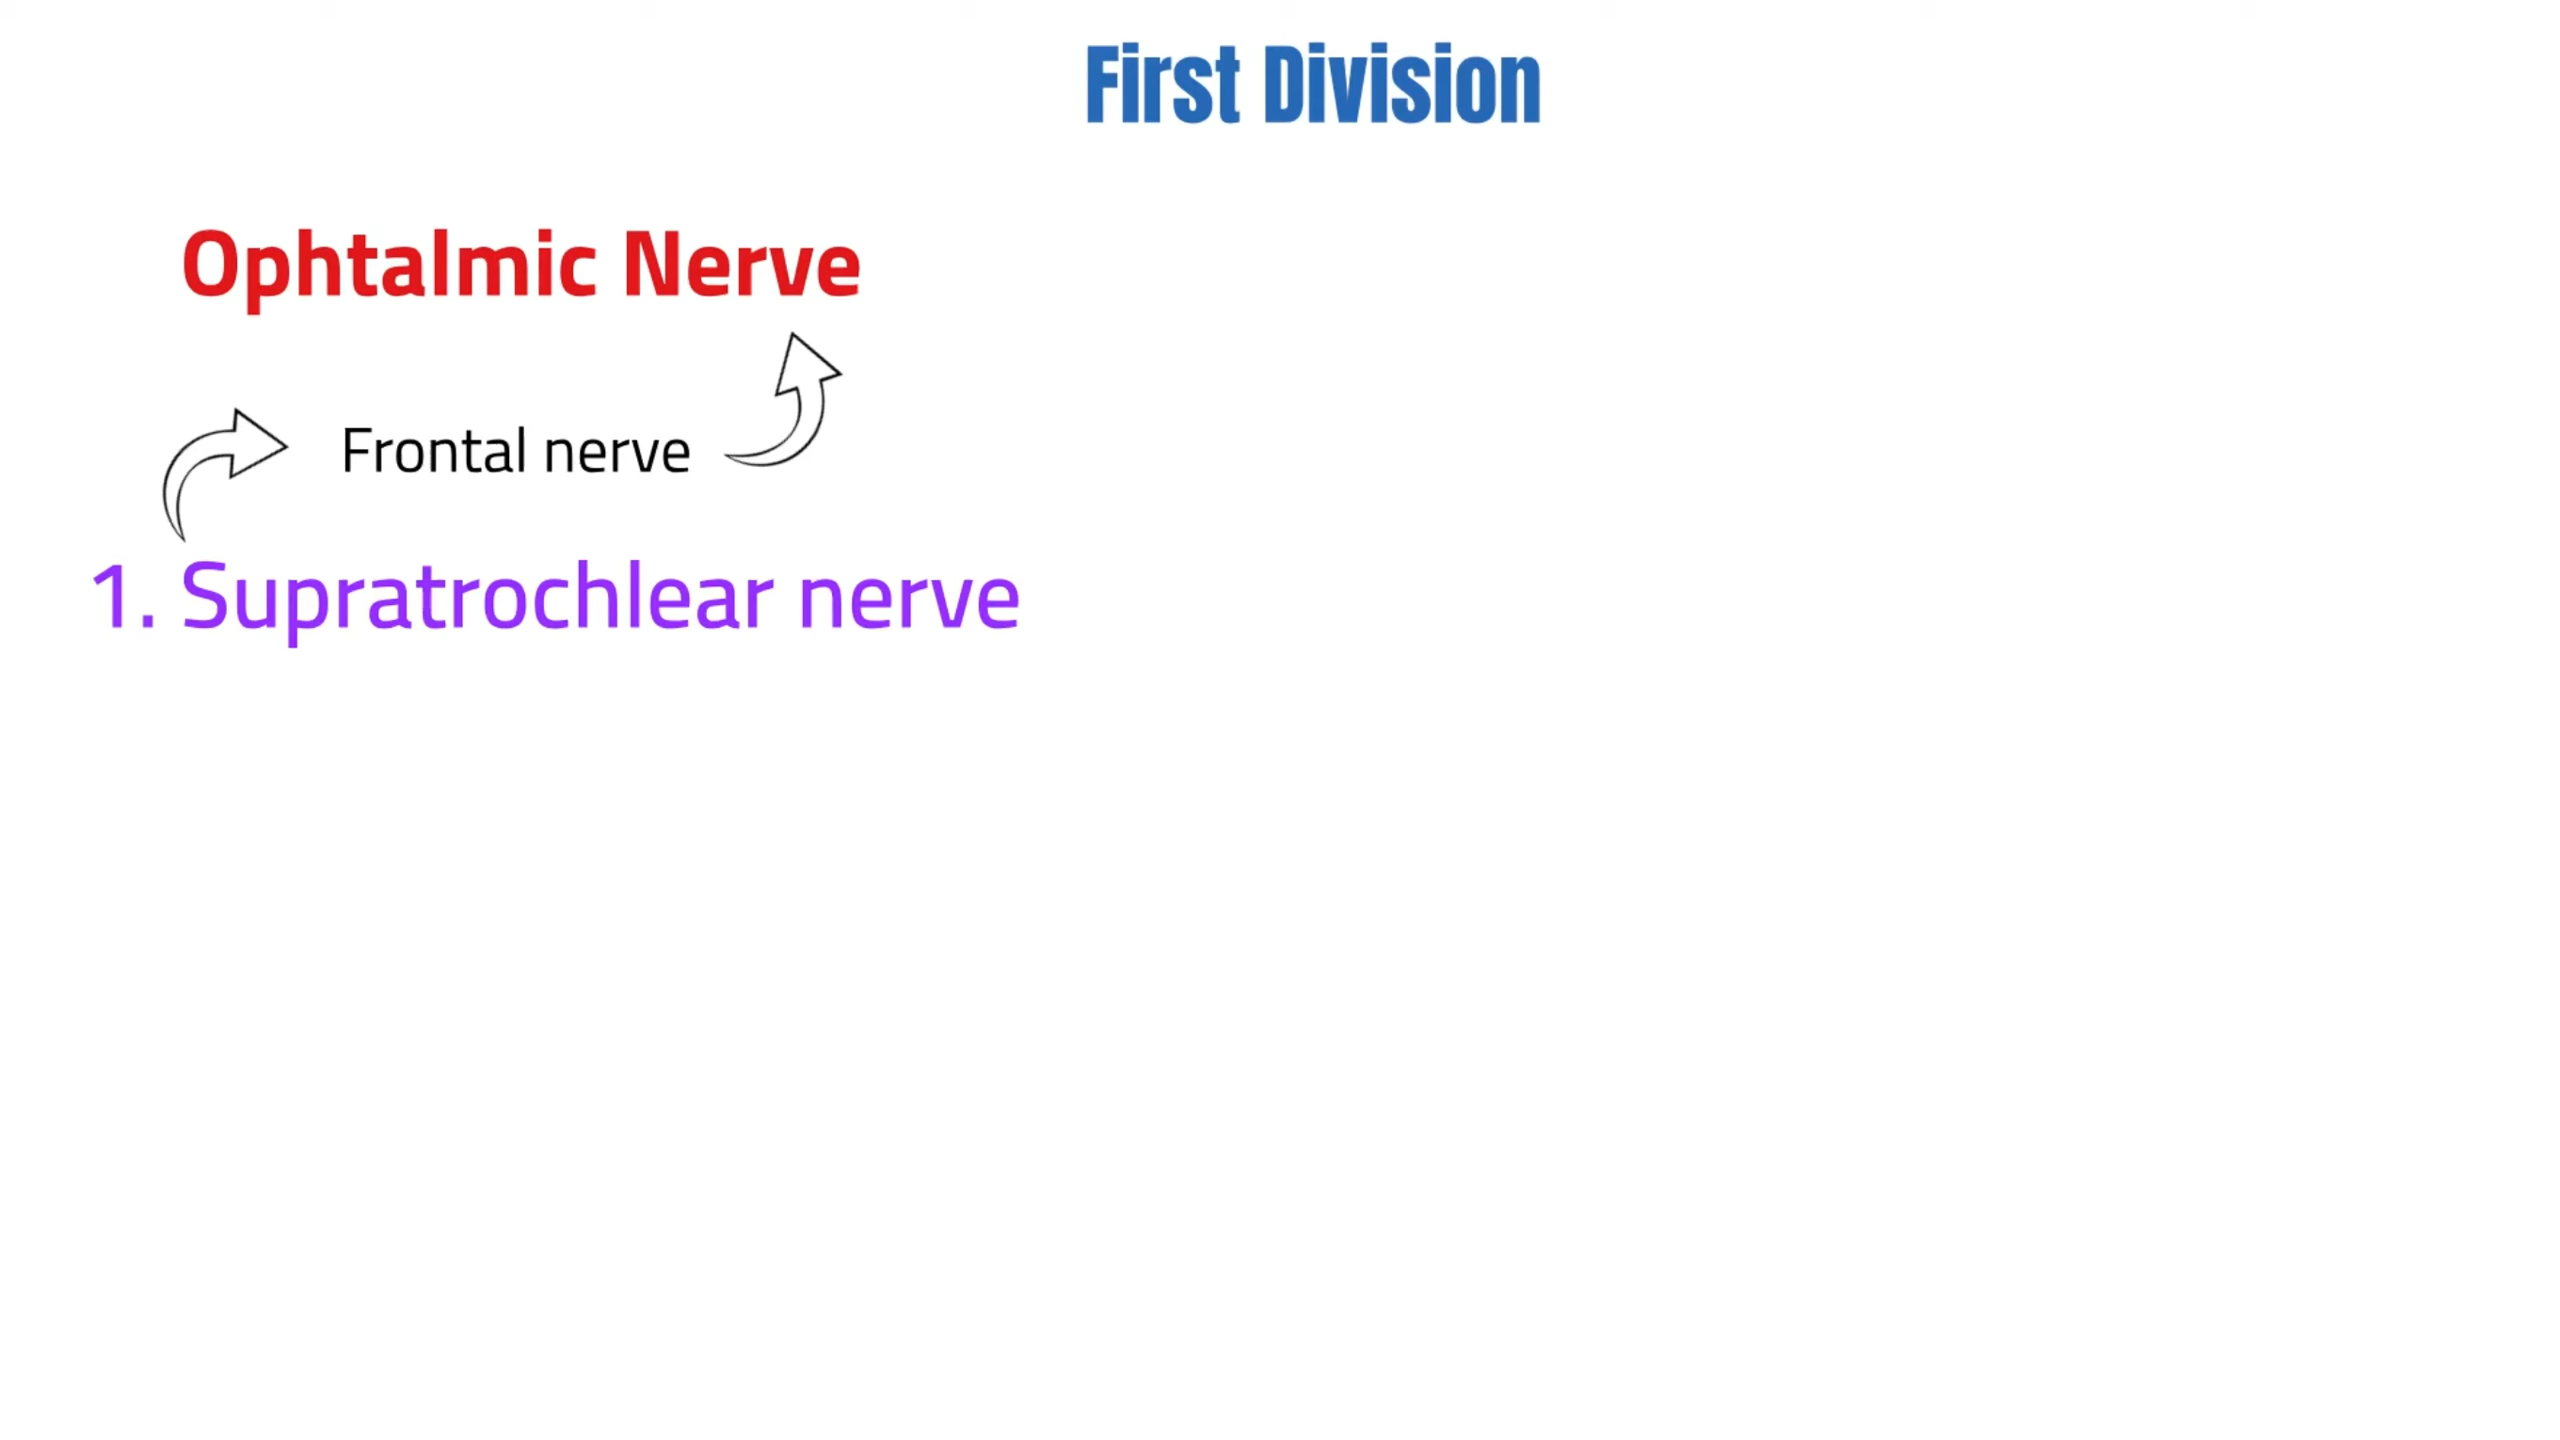 First Division
Ophtalmic Nerve
Frontal nerve
1. Supratrochlear nerve